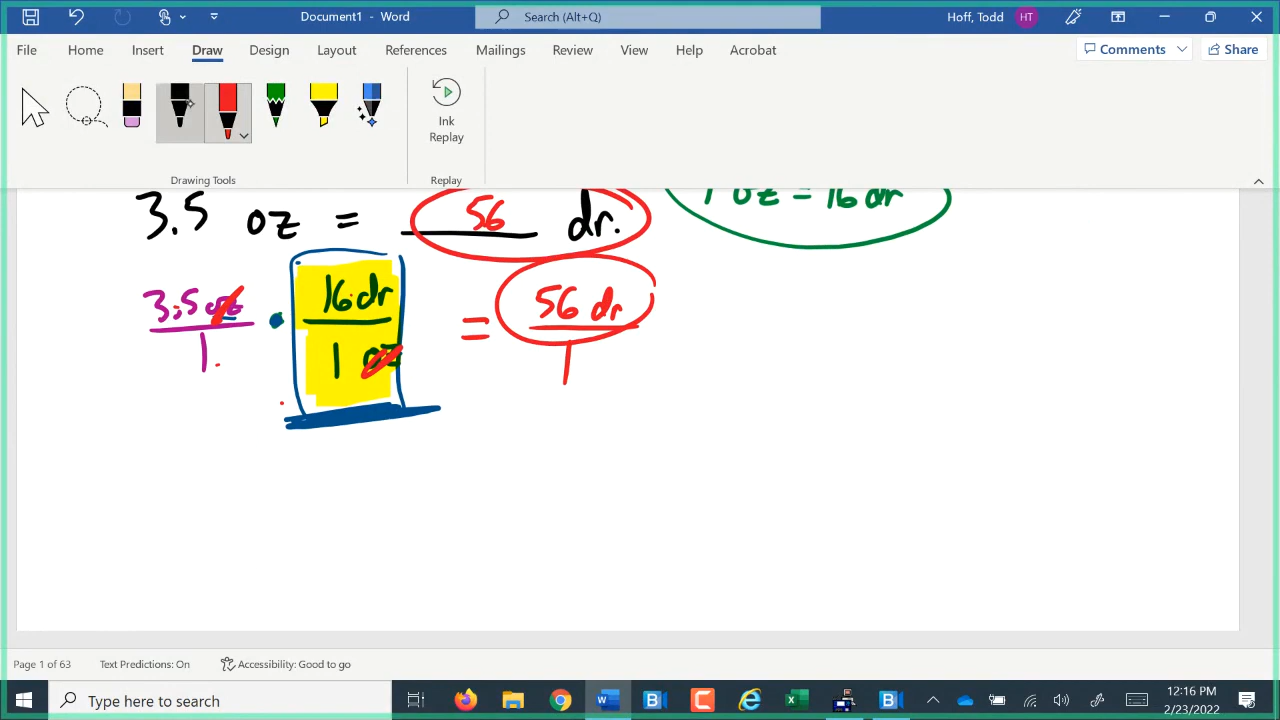 Document1 - Word
Search (Alt+Q)
Hoff, Todd HT
File Home Insert Draw Design Layout References Mailings Review View Help Acrobat Comments Share
Ink
Replay
Drawing Tools Replay
3.5 oz = 56 dr. 1 oz = 16 dr
3.5 oz / 1 · 16 dr / 1 oz = 56 dr / 1
Page 1 of 63 Text Predictions: On Accessibility: Good to go
Type here to search
12:16 PM
2/23/2022